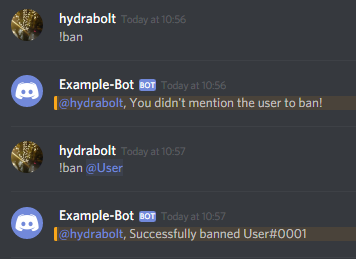 hydrabolt Today at 10:56
!ban
Example-Bot BOT Today at 10:56
@hydrabolt, You didn't mention the user to ban!
hydrabolt Today at 10:57
!ban @User
Example-Bot BOT Today at 10:57
@hydrabolt, Successfully banned User#0001